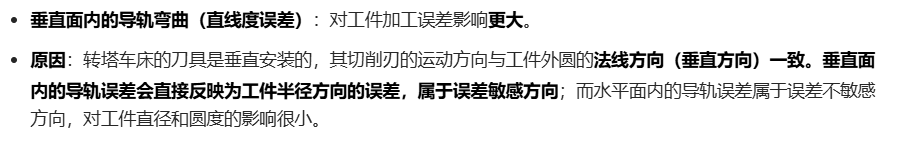 • 垂直面内的导轨弯曲（直线度误差）：对工件加工误差影响更大。
• 原因：转塔车床的刀具是垂直安装的，其切削刃的运动方向与工件外圆的法线方向（垂直方向）一致。垂直面
内的导轨误差会直接反映为工件半径方向的误差，属于误差敏感方向；而水平面内的导轨误差属于误差不敏感
方向，对工件直径和圆度的影响很小。